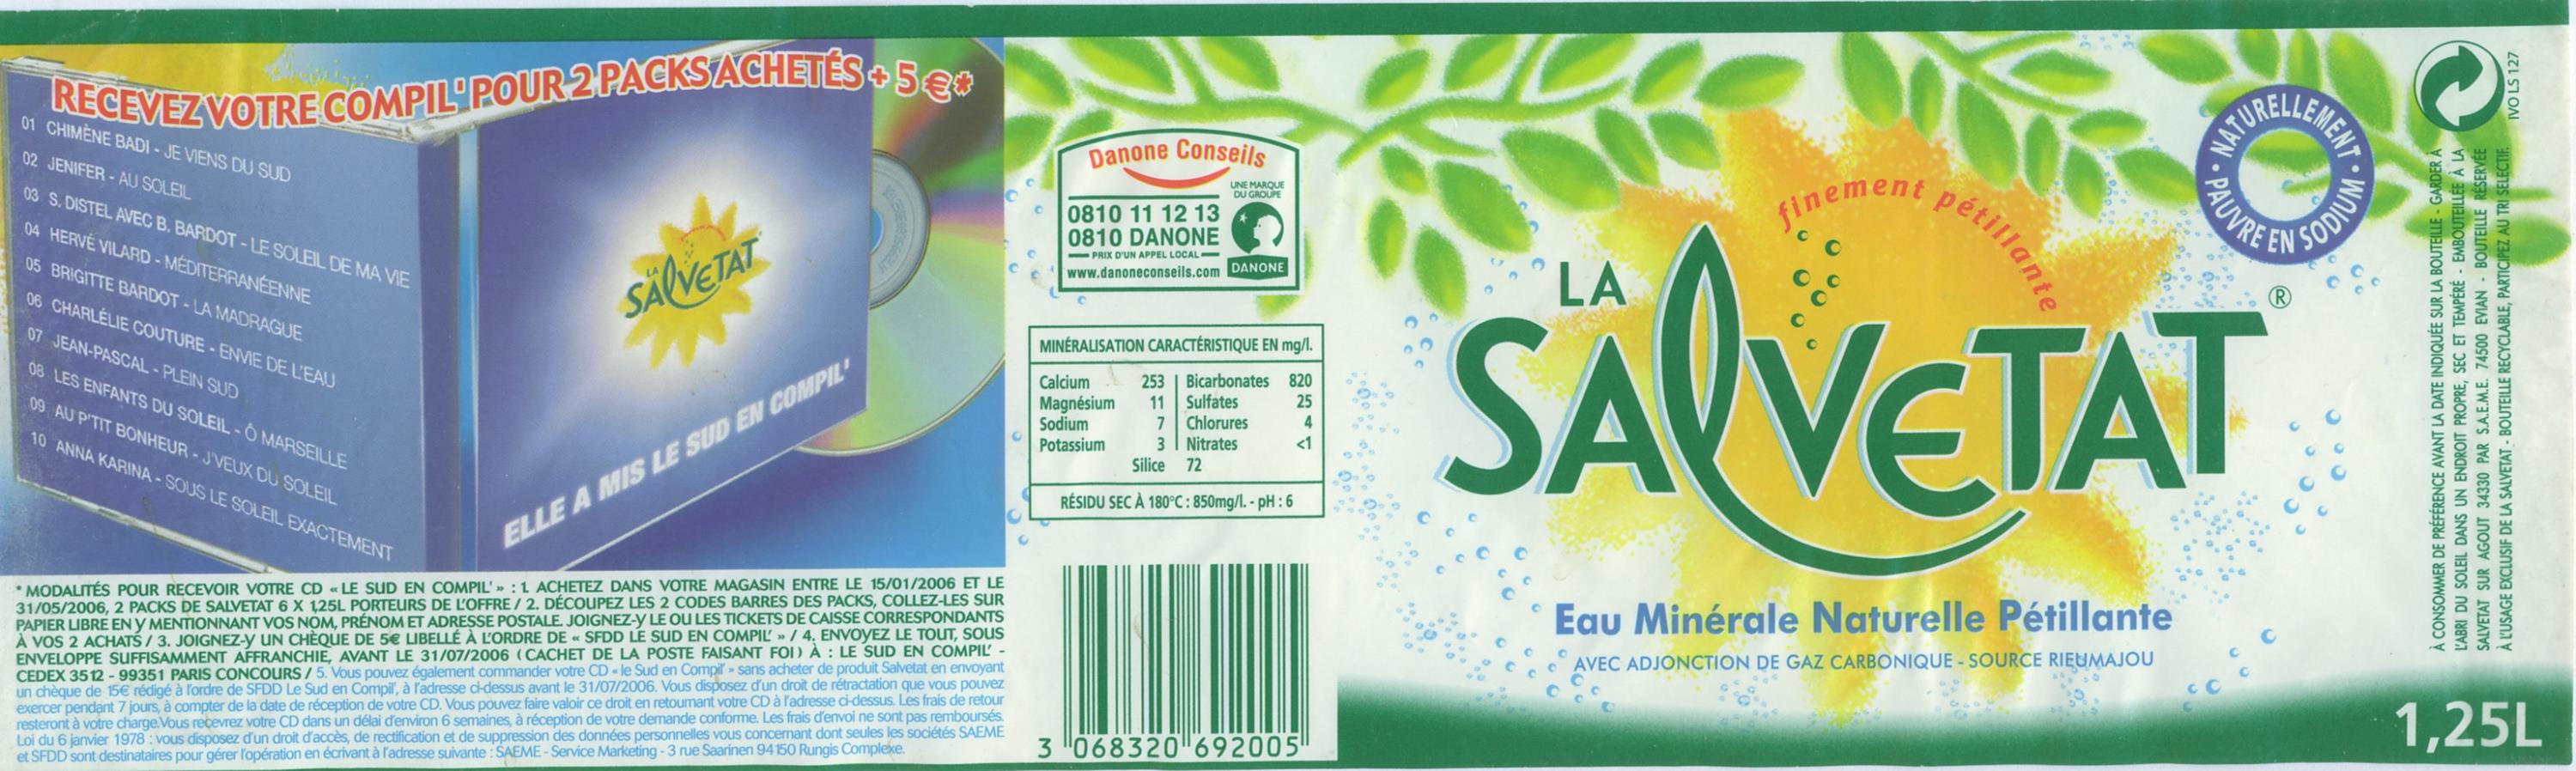 RECEVEZ VOTRE COMPIL' POUR 2 PACKS ACHETÉS + 5 €*
01 CHIMÈNE BADI - JE VIENS DU SUD
02 JENIFER - AU SOLEIL
03 S. DISTEL AVEC B. BARDOT - LE SOLEIL DE MA VIE
04 HERVÉ VILARD - MÉDITERRANÉENNE
05 BRIGITTE BARDOT - LA MADRAGUE
06 CHARLÉLIE COUTURE - ENVIE DE L'EAU
07 JEAN-PASCAL - PLEIN SUD
08 LES ENFANTS DU SOLEIL - Ô MARSEILLE
09 AU P'TIT BONHEUR - J'VEUX DU SOLEIL
10 ANNA KARINA - SOUS LE SOLEIL EXACTEMENT
LA
SALVETAT
ELLE A MIS LE SUD EN COMPIL'
* MODALITÉS POUR RECEVOIR VOTRE CD « LE SUD EN COMPIL' » : 1. ACHETEZ DANS VOTRE MAGASIN ENTRE LE 15/01/2006 ET LE
31/05/2006, 2 PACKS DE SALVETAT 6 X 1,25L PORTEURS DE L'OFFRE / 2. DÉCOUPEZ LES 2 CODES BARRES DES PACKS, COLLEZ-LES SUR
PAPIER LIBRE EN Y MENTIONNANT VOS NOM, PRÉNOM ET ADRESSE POSTALE. JOIGNEZ-Y LE OU LES TICKETS DE CAISSE CORRESPONDANTS
À VOS 2 ACHATS / 3. JOIGNEZ-Y UN CHÈQUE DE 5€ LIBELLÉ À L'ORDRE DE « SFDD LE SUD EN COMPIL' » / 4. ENVOYEZ LE TOUT, SOUS
ENVELOPPE SUFFISAMMENT AFFRANCHIE, AVANT LE 31/07/2006 (CACHET DE LA POSTE FAISANT FOI) À : LE SUD EN COMPIL' -
CEDEX 3512 - 99351 PARIS CONCOURS / 5. Vous pouvez également commander votre CD « le Sud en Compil' » sans acheter de produit Salvetat en envoyant
un chèque de 15€ rédigé à l'ordre de SFDD Le Sud en Compil', à l'adresse ci-dessus avant le 31/07/2006. Vous disposez d'un droit de rétractation que vous pouvez
exercer pendant 7 jours, à compter de la date de réception de votre CD. Vous pouvez faire valoir ce droit en retournant votre CD à l'adresse ci-dessus. Les frais de retour
resteront à votre charge. Vous recevrez votre CD dans un délai d'environ 6 semaines, à réception de votre demande conforme. Les frais d'envoi ne sont pas remboursés.
Loi du 6 janvier 1978 : vous disposez d'un droit d'accès, de rectification et de suppression des données personnelles vous concernant dont seules les sociétés SAEME
et SFDD sont destinataires pour gérer l'opération en écrivant à l'adresse suivante : SAEME - Service Marketing - 3 rue Saarinen 94150 Rungis Complexe.
Danone Conseils
UNE MARQUE
DU GROUPE
0810 11 12 13
0810 DANONE
PRIX D'UN APPEL LOCAL
www.danoneconseils.com
DANONE
MINÉRALISATION CARACTÉRISTIQUE EN mg/l.
Calcium 253 Bicarbonates 820
Magnésium 11 Sulfates 25
Sodium 7 Chlorures 4
Potassium 3 Nitrates <1
Silice 72
RÉSIDU SEC À 180°C : 850mg/l. - pH : 6
3 068320 692005
finement pétillante
LA
SALVETAT ®
Eau Minérale Naturelle Pétillante
AVEC ADJONCTION DE GAZ CARBONIQUE - SOURCE RIEUMAJOU
• NATURELLEMENT •
PAUVRE EN SODIUM
1,25L
IVO LS 127
À CONSOMMER DE PRÉFÉRENCE AVANT LA DATE INDIQUÉE SUR LA BOUTEILLE - GARDER À
L'ABRI DU SOLEIL DANS UN ENDROIT PROPRE, SEC ET TEMPÉRÉ - EMBOUTEILLÉE À LA
SALVETAT SUR AGOUT 34330 PAR S.A.E.M.E. 74500 EVIAN - BOUTEILLE RÉSERVÉE
À L'USAGE EXCLUSIF DE LA SALVETAT - BOUTEILLE RECYCLABLE, PARTICIPEZ AU TRI SELECTIF.